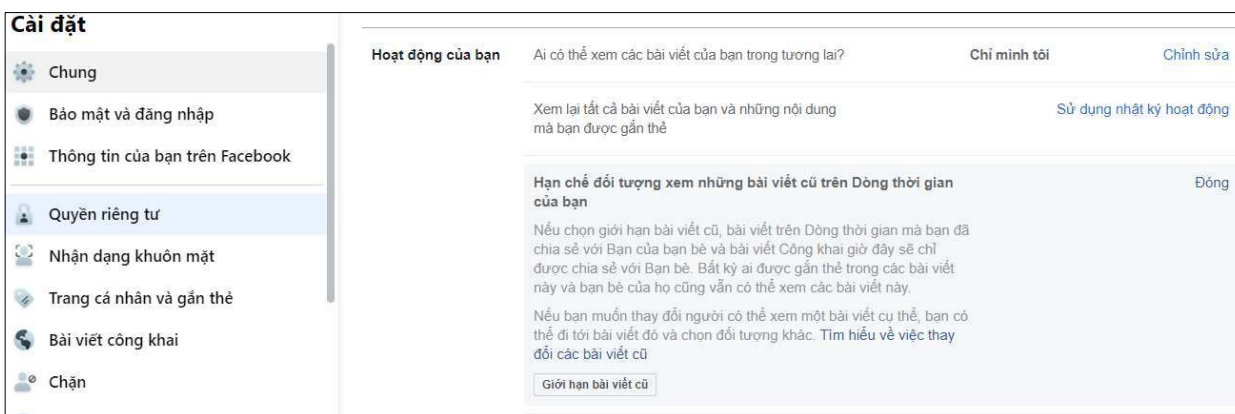 Cài đặt
Chung
Bảo mật và đăng nhập
Thông tin của bạn trên Facebook
Quyền riêng tư
Nhận dạng khuôn mặt
Trang cá nhân và gắn thẻ
Bài viết công khai
Chặn
Hoạt động của bạn
Ai có thể xem các bài viết của bạn trong tương lai?
Chỉ mình tôi
Chỉnh sửa
Xem lại tất cả bài viết của bạn và những nội dung
mà bạn được gắn thẻ
Sử dụng nhật ký hoạt động
Hạn chế đối tượng xem những bài viết cũ trên Dòng thời gian
của bạn
Đóng
Nếu chọn giới hạn bài viết cũ, bài viết trên Dòng thời gian mà bạn đã
chia sẻ với Bạn của bạn bè và bài viết Công khai giờ đây sẽ chỉ
được chia sẻ với Bạn bè. Bất kỳ ai được gắn thẻ trong các bài viết
này và bạn bè của họ cũng vẫn có thể xem các bài viết này.
Nếu bạn muốn thay đổi người có thể xem một bài viết cụ thể, bạn có
thể đi tới bài viết đó và chọn đối tượng khác. Tìm hiểu về việc thay
đổi các bài viết cũ
Giới hạn bài viết cũ